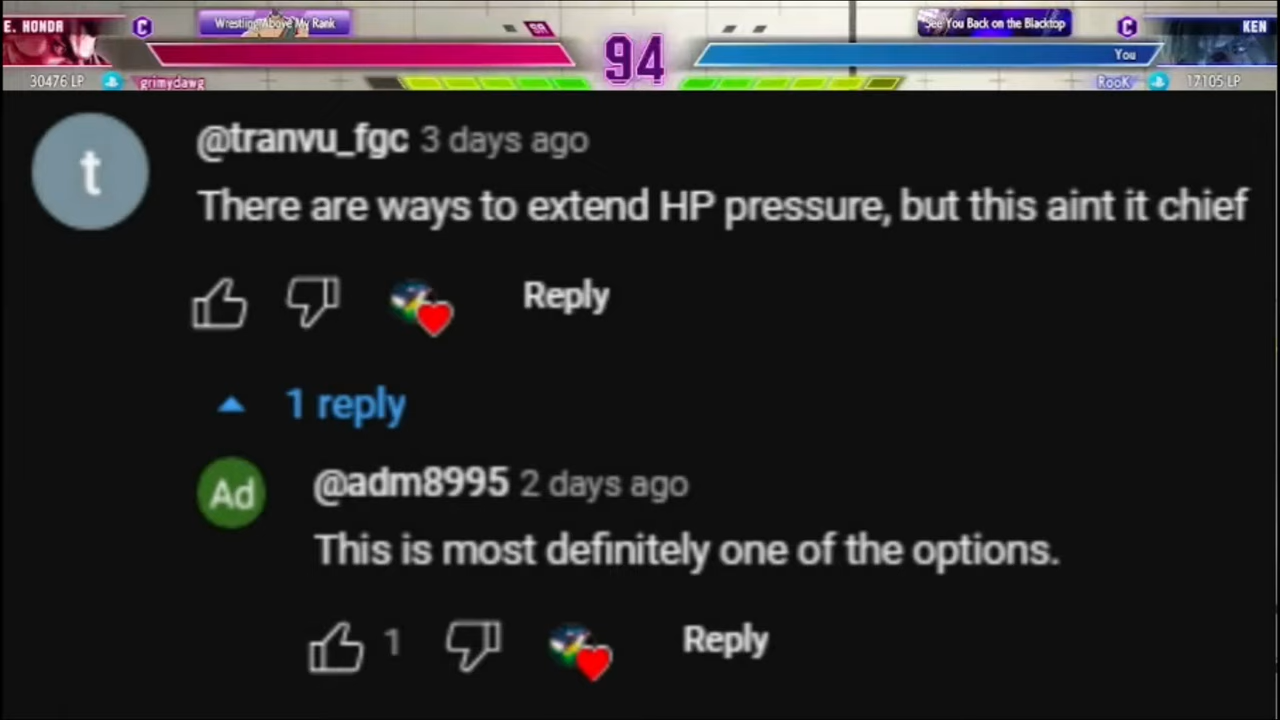 E. HONDA
C
Wrestling Above My Rank
SA
94
See You Back on the Blacktop
C
KEN
You
30476 LP
grimydawg
RooK
17105 LP
t
@tranvu_fgc 3 days ago
There are ways to extend HP pressure, but this aint it chief
Reply
1 reply
Ad
@adm8995 2 days ago
This is most definitely one of the options.
1
Reply